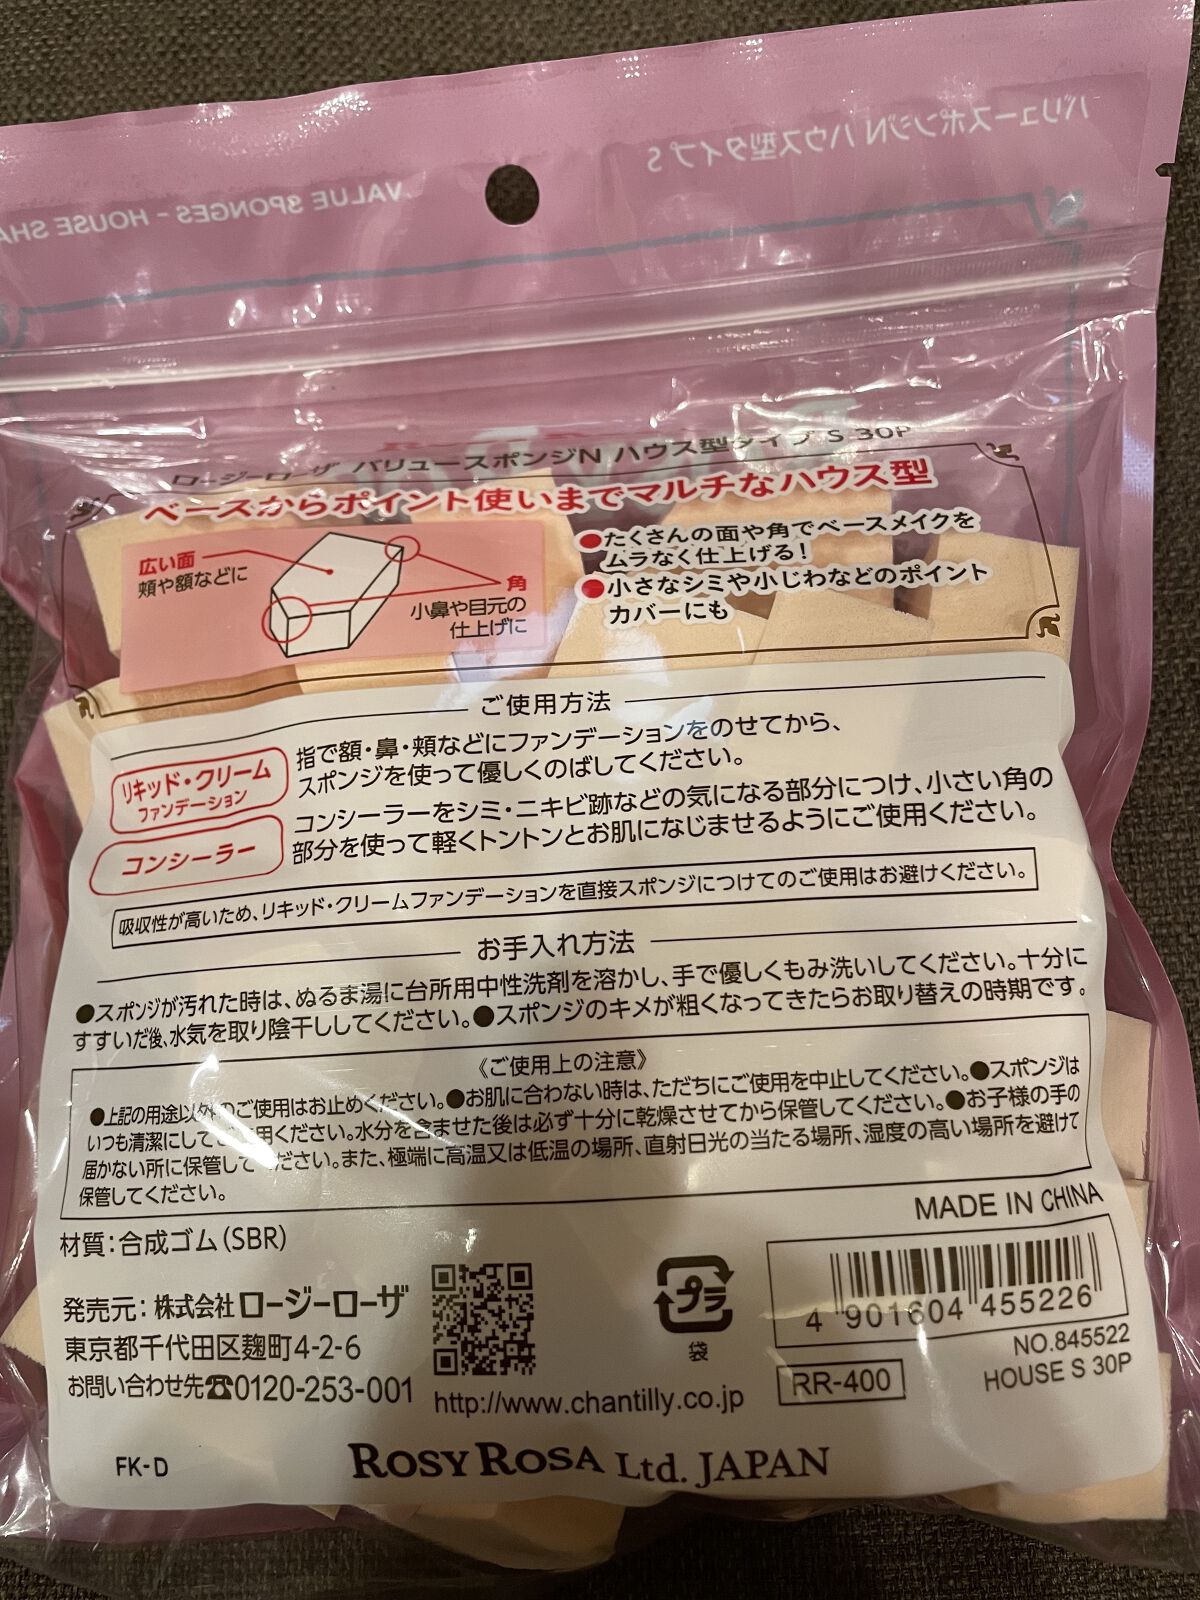 バリュースポンジN ハウス型タイプ S
VALUE SPONGES - HOUSE SHA
ロージーローザ バリュースポンジN ハウス型タイプ S 30P
ベースからポイント使いまでマルチなハウス型
広い面
頬や額などに
角
小鼻や目元の
仕上げに
●たくさんの面や角でベースメイクを
ムラなく仕上げる!
●小さなシミや小じわなどのポイント
カバーにも
ご使用方法
リキッド・クリーム
ファンデーション
指で額・鼻・頬などにファンデーションをのせてから、
スポンジを使って優しくのばしてください。
コンシーラー
コンシーラーをシミ・ニキビ跡などの気になる部分につけ、小さい角の
部分を使って軽くトントンとお肌になじませるようにご使用ください。
吸収性が高いため、リキッド・クリームファンデーションを直接スポンジにつけてのご使用はお避けください。
お手入れ方法
●スポンジが汚れた時は、ぬるま湯に台所用中性洗剤を溶かし、手で優しくもみ洗いしてください。十分に
すすいだ後、水気を取り陰干ししてください。●スポンジのキメが粗くなってきたらお取り替えの時期です。
《ご使用上の注意》
●上記の用途以外のご使用はお止めください。●お肌に合わない時は、ただちにご使用を中止してください。●スポンジは
いつも清潔にしてご使用ください。水分を含ませた後は必ず十分に乾燥させてから保管してください。●お子様の手の
届かない所に保管してください。また、極端に高温又は低温の場所、直射日光の当たる場所、湿度の高い場所を避けて
保管してください。
材質:合成ゴム(SBR)
MADE IN CHINA
発売元:株式会社ロージーローザ
東京都千代田区麹町4-2-6
お問い合わせ先☎0120-253-001
http://www.chantilly.co.jp
プラ
袋
4 901604 455226
RR-400
NO.845522
HOUSE S 30P
FK-D
ROSY ROSA Ltd. JAPAN